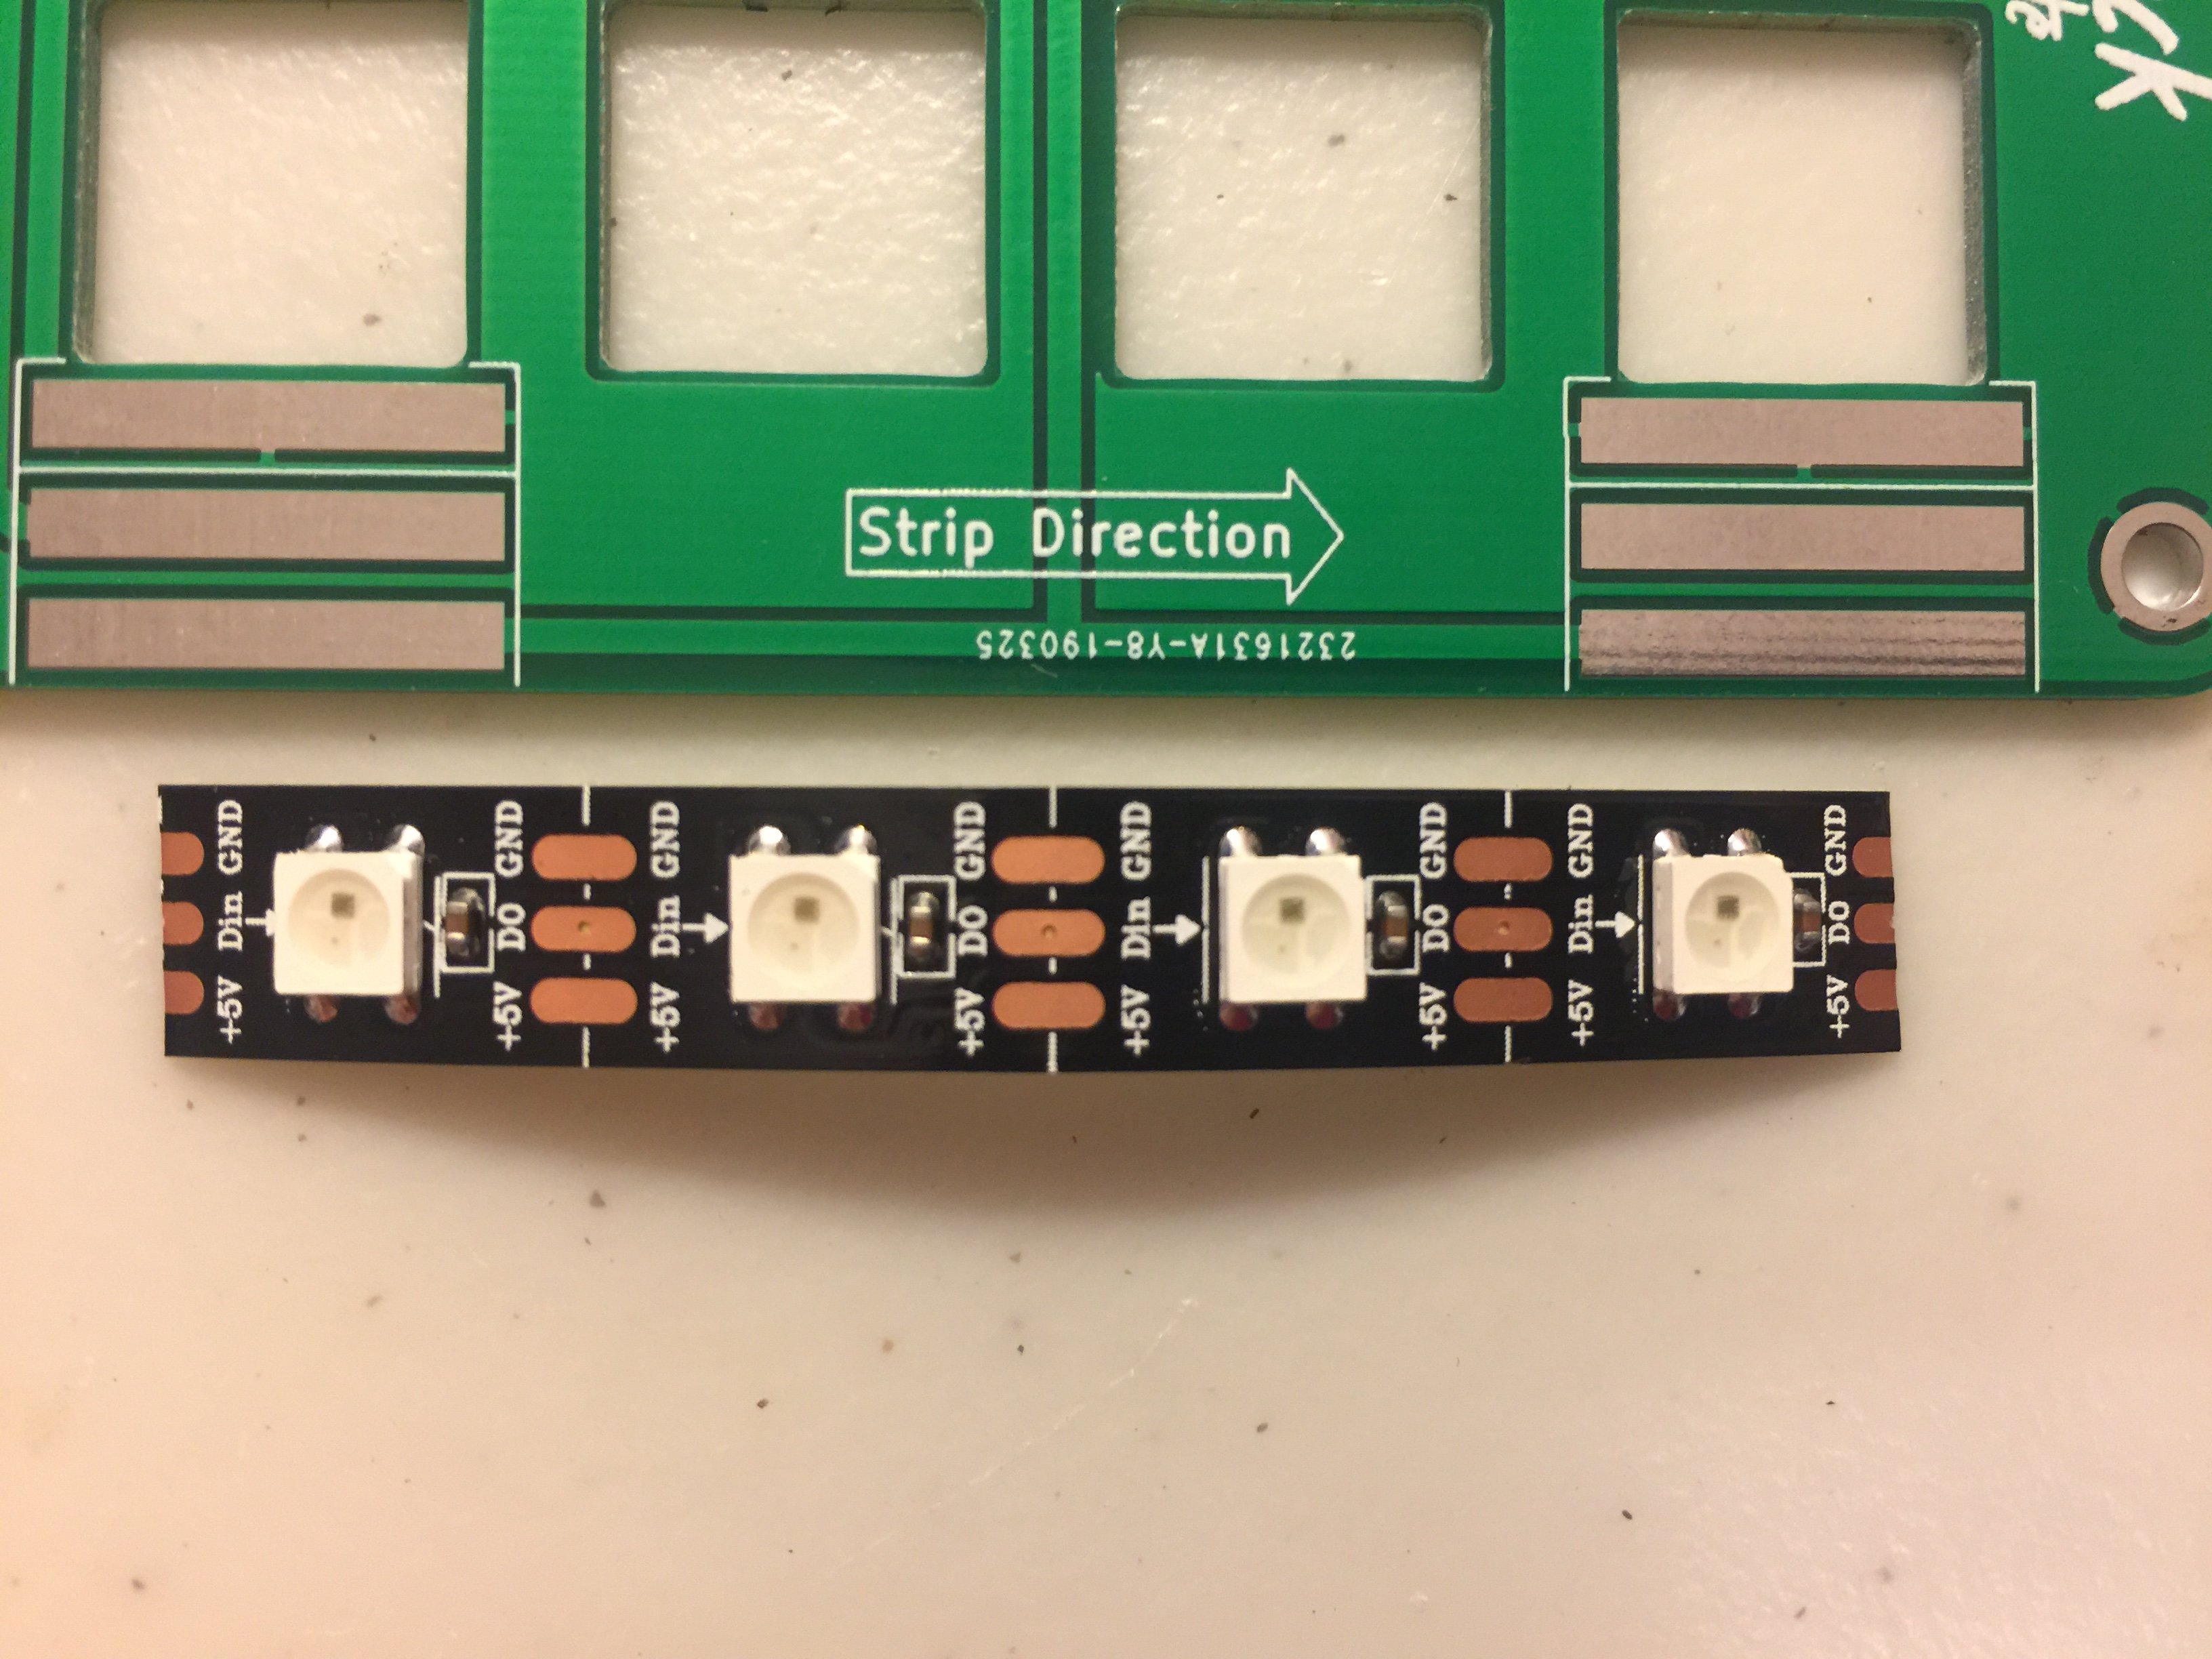 CK
Strip Direction
2321631A-Y8-190325
GND GND GND GND GND GND GND GND
Din DO Din DO Din DO Din DO
+5V +5V +5V +5V +5V +5V +5V +5V